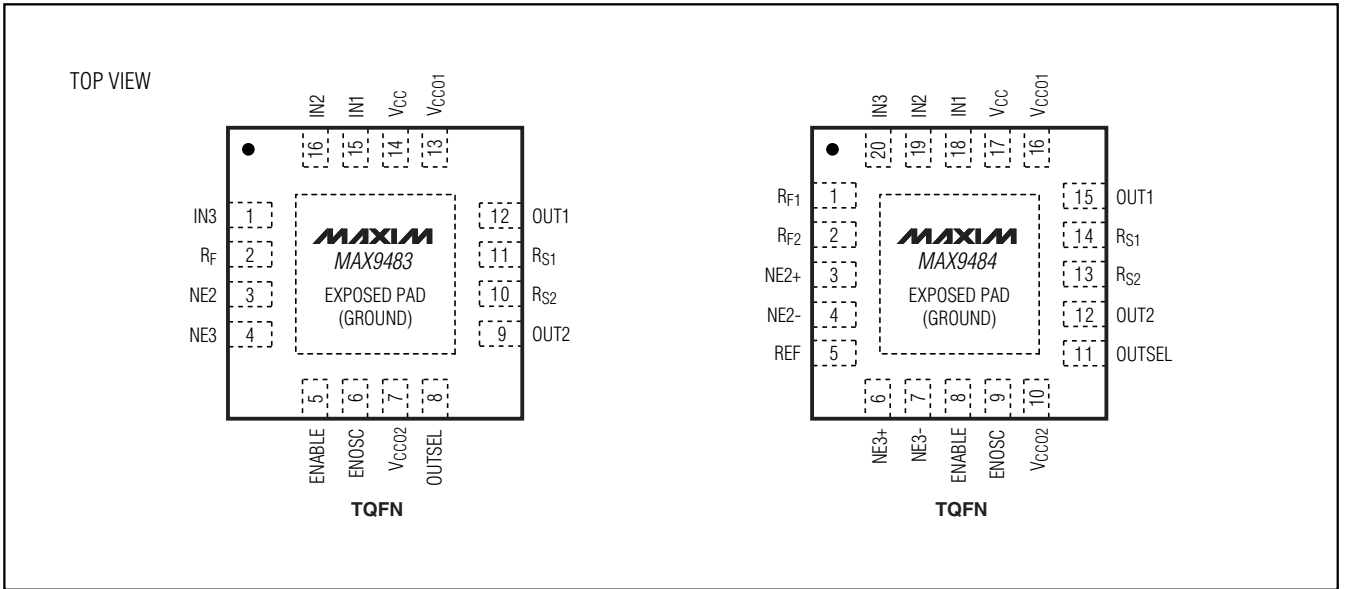 TOP VIEW
IN2 IN1 VCC VCCO1
16 15 14 13
IN3 1
RF 2
NE2 3
NE3 4
MAXIM
MAX9483
EXPOSED PAD
(GROUND)
12 OUT1
11 RS1
10 RS2
9 OUT2
5 6 7 8
ENABLE ENOSC VCCO2 OUTSEL
TQFN
IN3 IN2 IN1 VCC VCCO1
20 19 18 17 16
RF1 1
RF2 2
NE2+ 3
NE2- 4
REF 5
MAXIM
MAX9484
EXPOSED PAD
(GROUND)
15 OUT1
14 RS1
13 RS2
12 OUT2
11 OUTSEL
6 7 8 9 10
NE3+ NE3- ENABLE ENOSC VCCO2
TQFN